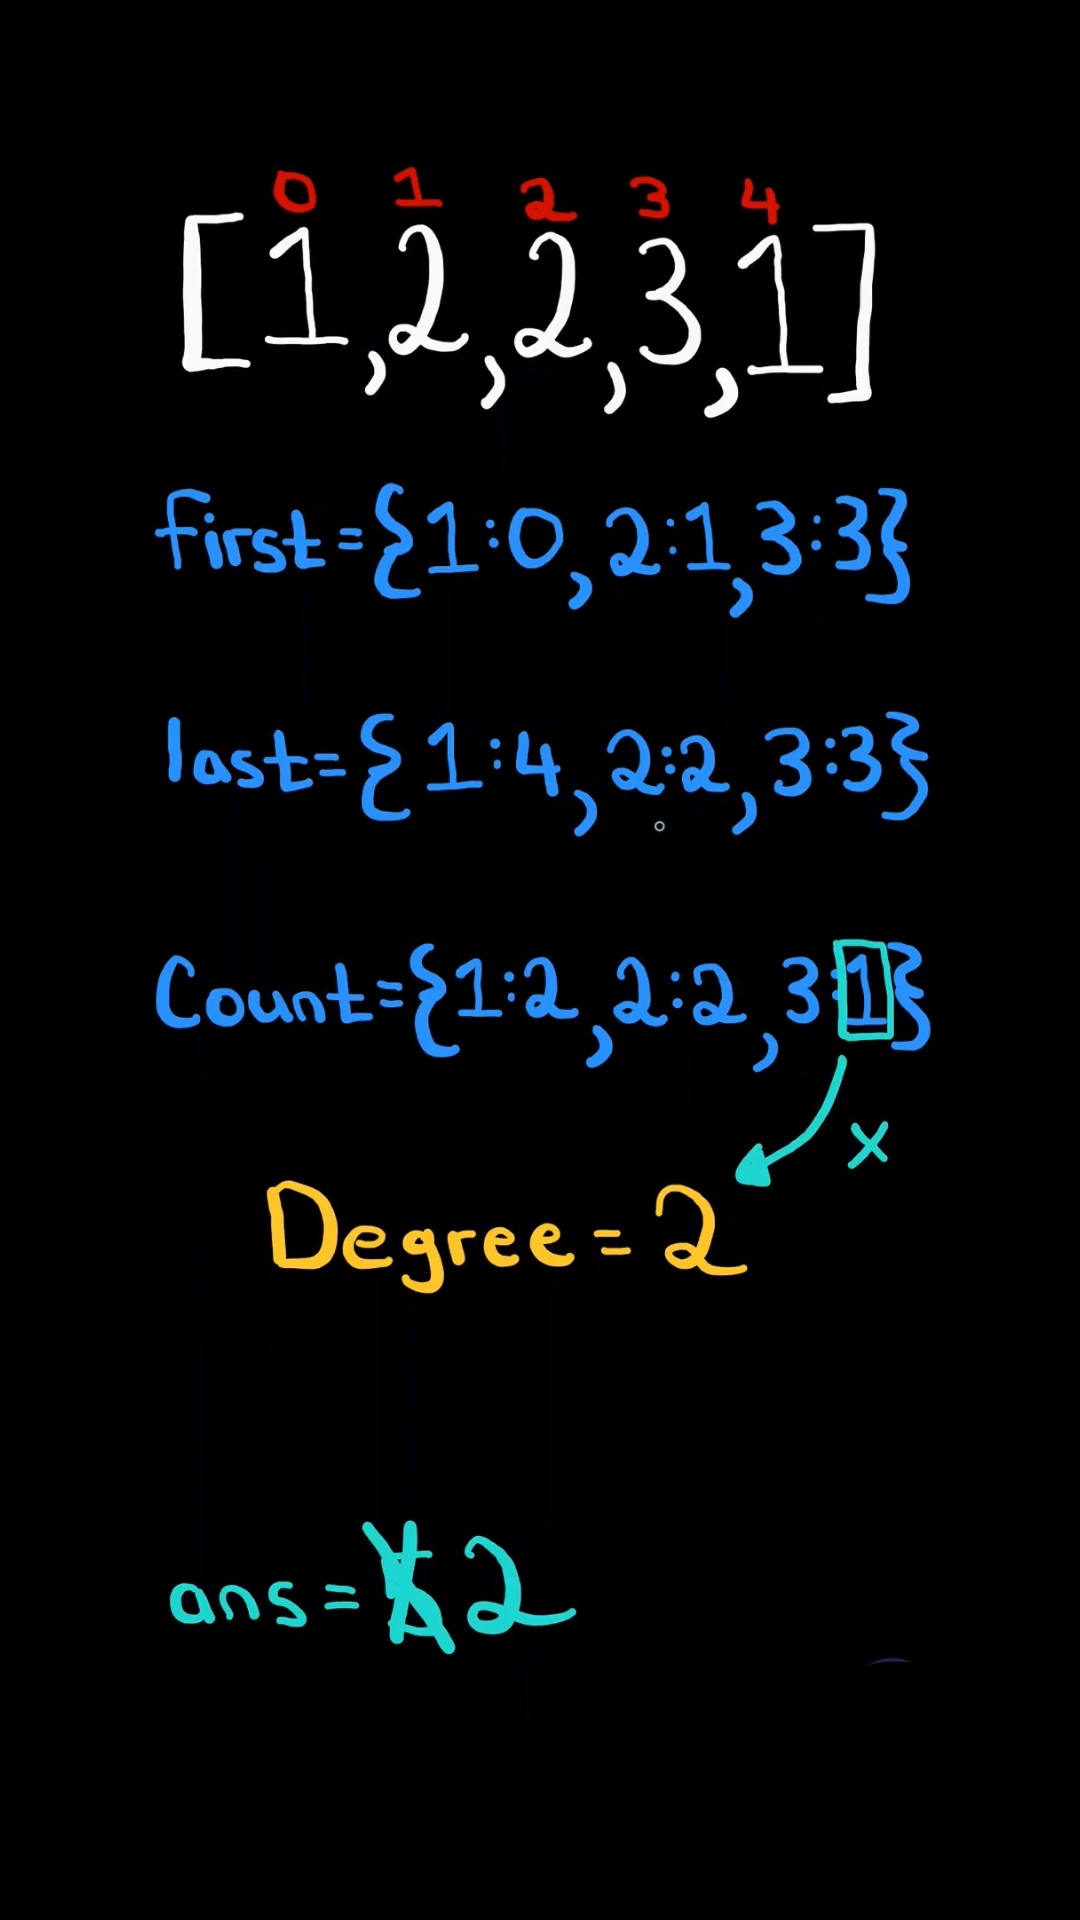 0 1 2 3 4
[1,2,2,3,1]
first={1:0,2:1,3:3}
last={1:4,2:2,3:3}
Count={1:2,2:2,3:1}
x
Degree=2
ans=2